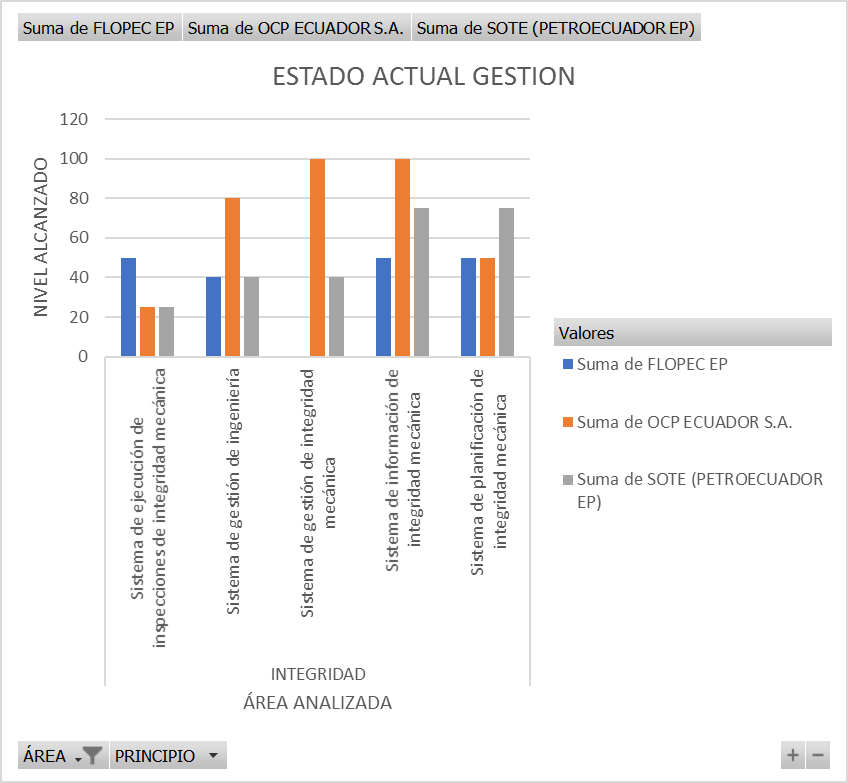 Suma de FLOPEC EP
Suma de OCP ECUADOR S.A.
Suma de SOTE (PETROECUADOR EP)
ESTADO ACTUAL GESTION
NIVEL ALCANZADO
120
100
80
60
40
20
0
Sistema de ejecución de
inspecciones de integridad mecánica
Sistema de gestión de ingeniería
Sistema de gestión de integridad
mecánica
Sistema de información de
integridad mecánica
Sistema de planificación de
integridad mecánica
INTEGRIDAD
ÁREA ANALIZADA
Valores
Suma de FLOPEC EP
Suma de OCP ECUADOR S.A.
Suma de SOTE (PETROECUADOR
EP)
ÁREA
PRINCIPIO
+ −